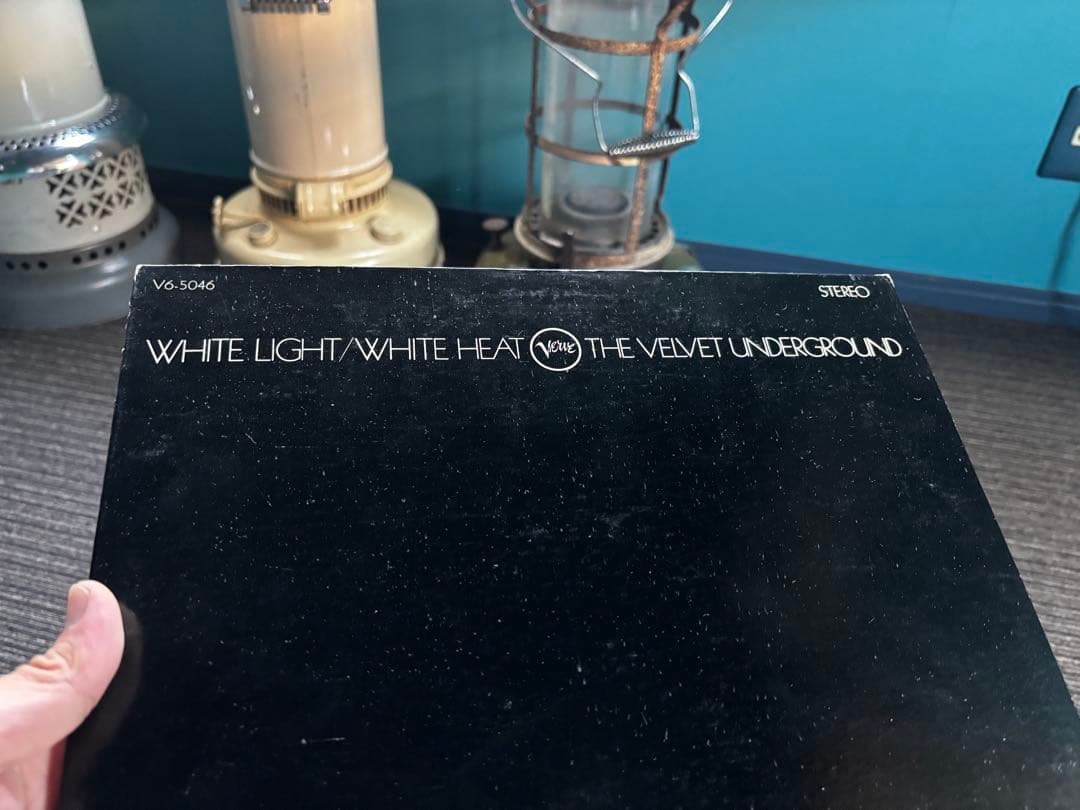 V6-5046
STEREO
WHITE LIGHT/WHITE HEAT Verve THE VELVET UNDERGROUND